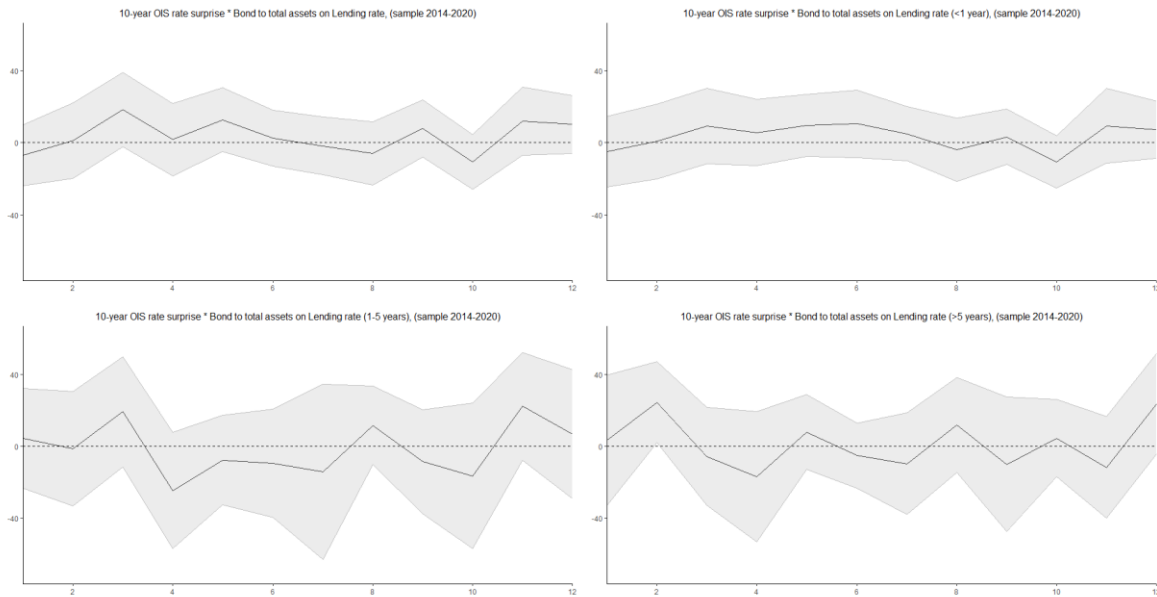 10-year OIS rate surprise * Bond to total assets on Lending rate, (sample 2014-2020)
40
0
-40
2 4 6 8 10 12
10-year OIS rate surprise * Bond to total assets on Lending rate (<1 year), (sample 2014-2020)
40
0
-40
2 4 6 8 10 12
10-year OIS rate surprise * Bond to total assets on Lending rate (1-5 years), (sample 2014-2020)
40
0
-40
2 4 6 8 10 12
10-year OIS rate surprise * Bond to total assets on Lending rate (>5 years), (sample 2014-2020)
40
0
-40
2 4 6 8 10 12